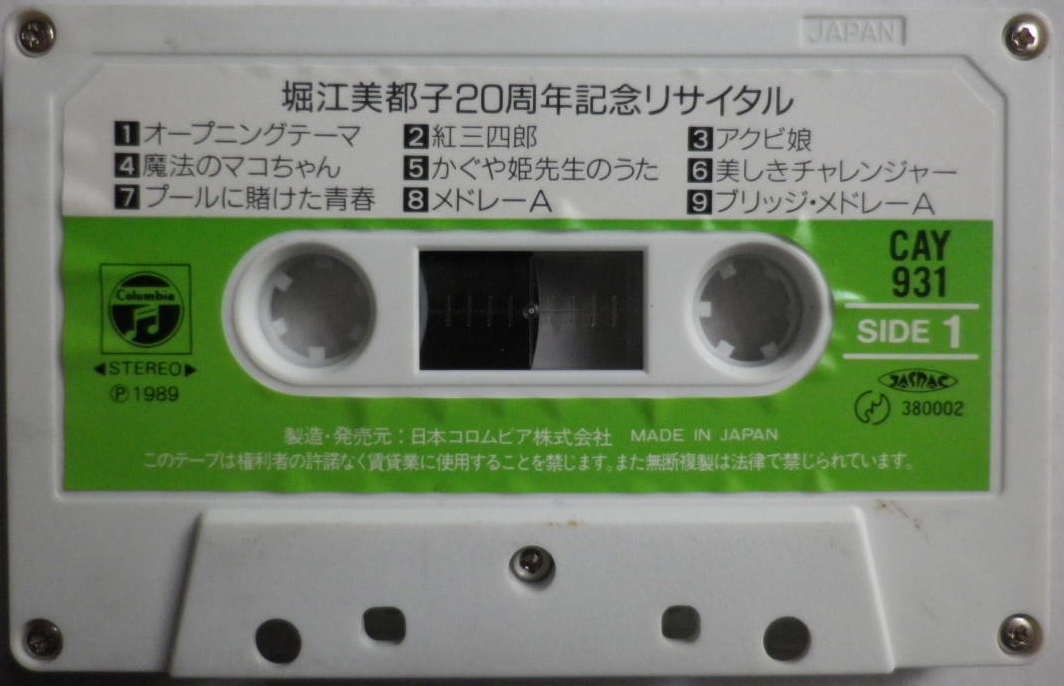 JAPAN
堀江美都子20周年記念リサイタル
1 オープニングテーマ 2 紅三四郎 3 アクビ娘
4 魔法のマコちゃん 5 かぐや姫先生のうた 6 美しきチャレンジャー
7 プールに賭けた青春 8 メドレーA 9 ブリッジ・メドレーA
CAY
931
SIDE 1
Columbia
◀STEREO▶
Ⓟ1989
JASRAC
380002
製造・発売元：日本コロムビア株式会社 MADE IN JAPAN
このテープは権利者の許諾なく賃貸業に使用することを禁じます。また無断複製は法律で禁じられています。